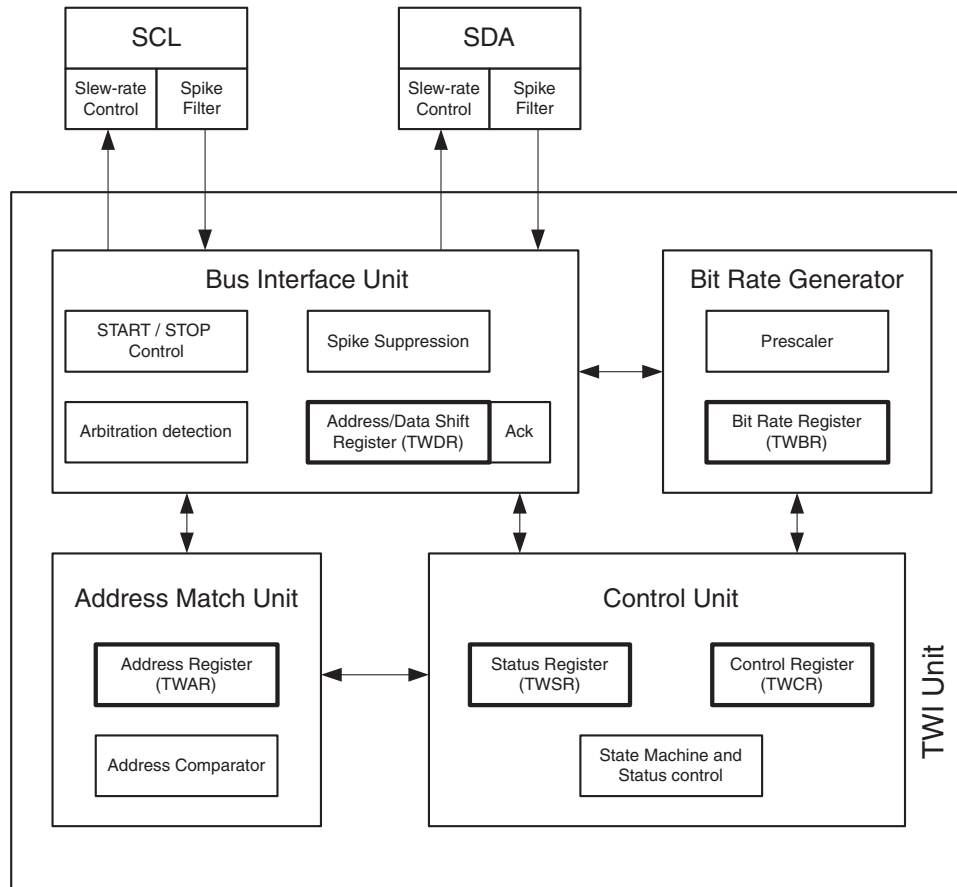 SCL
SDA
Slew-rate
Control
Spike
Filter
Slew-rate
Control
Spike
Filter
Bus Interface Unit
START / STOP
Control
Spike Suppression
Arbitration detection
Address/Data Shift
Register (TWDR)
Ack
Bit Rate Generator
Prescaler
Bit Rate Register
(TWBR)
Address Match Unit
Address Register
(TWAR)
Address Comparator
Control Unit
Status Register
(TWSR)
Control Register
(TWCR)
State Machine and
Status control
TWI Unit